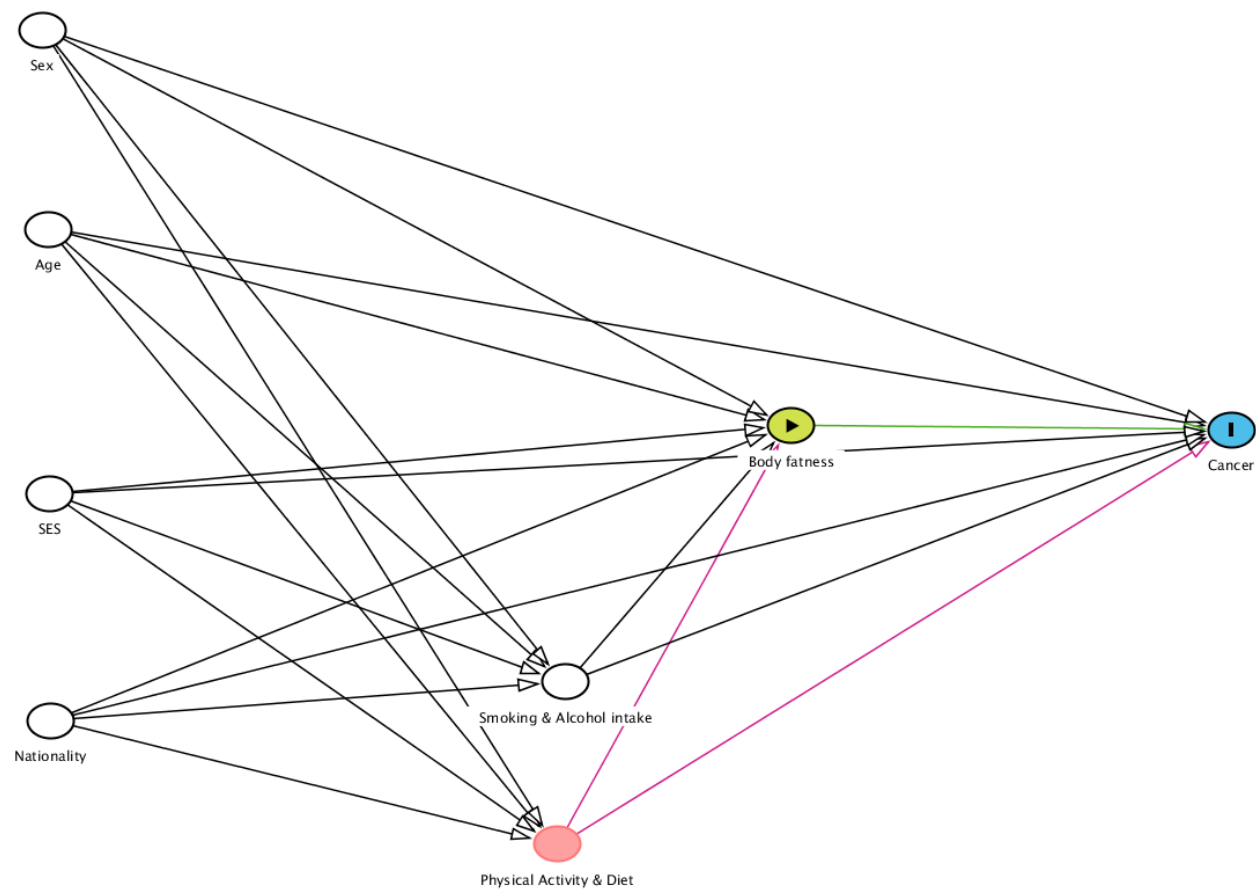 Sex
Age
Body fatness
Cancer
SES
Smoking & Alcohol intake
Nationality
Physical Activity & Diet